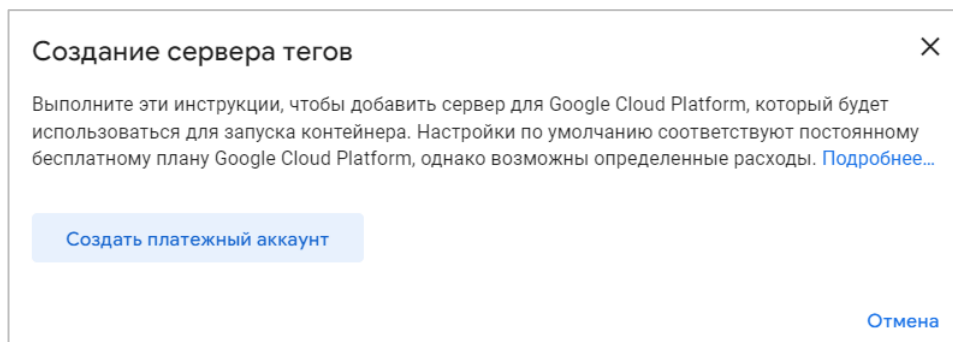 Создание сервера тегов
Выполните эти инструкции, чтобы добавить сервер для Google Cloud Platform, который будет
использоваться для запуска контейнера. Настройки по умолчанию соответствуют постоянному
бесплатному плану Google Cloud Platform, однако возможны определенные расходы. Подробнее…
Создать платежный аккаунт
Отмена